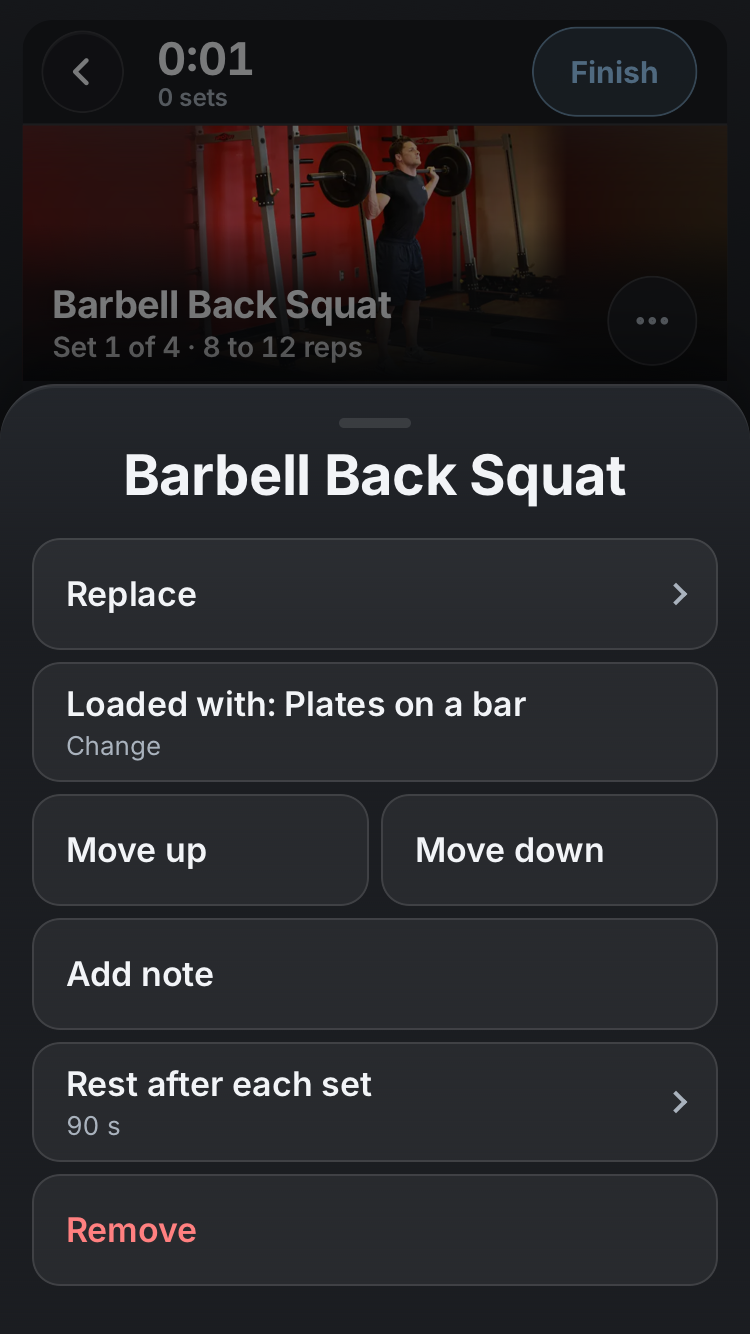 0:01
0 sets
Finish
Barbell Back Squat
Set 1 of 4 · 8 to 12 reps
Barbell Back Squat
Replace
Loaded with: Plates on a bar
Change
Move up
Move down
Add note
Rest after each set
90 s
Remove